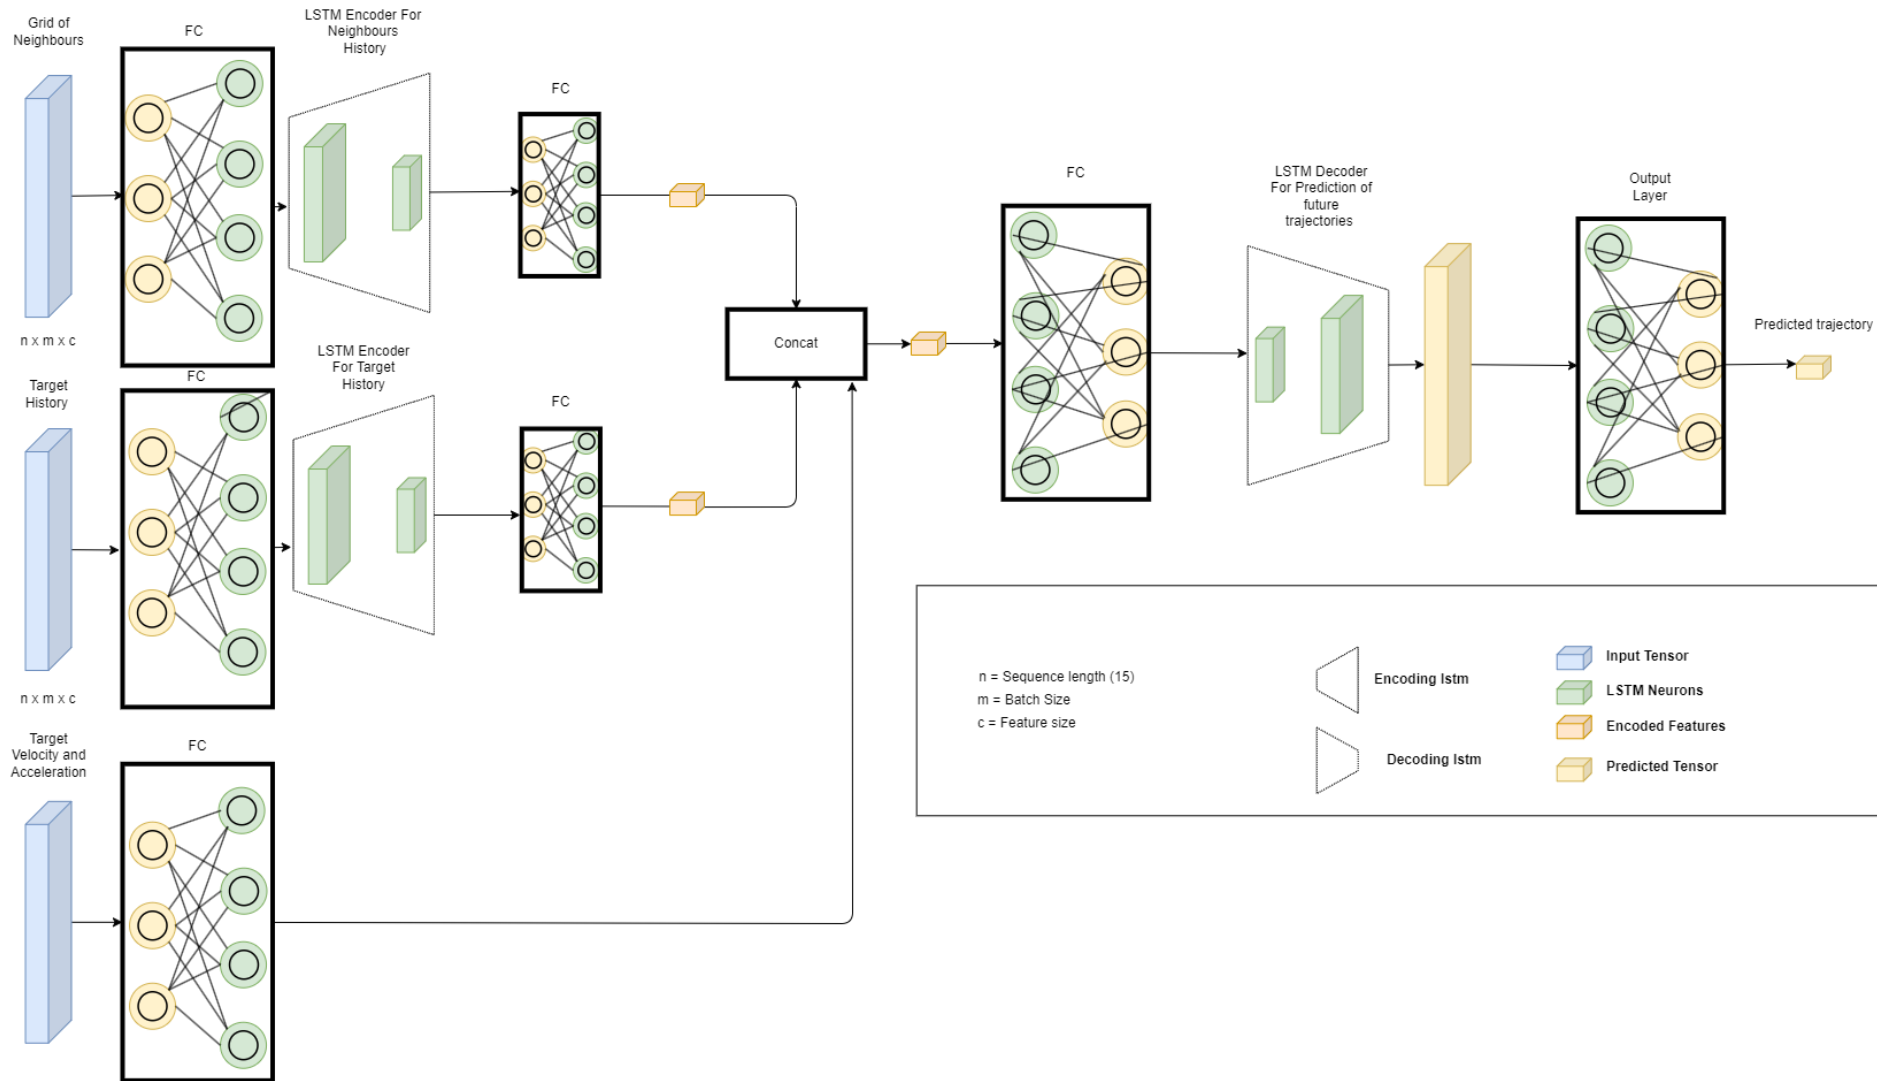 Grid of
Neighbours
FC
LSTM Encoder For
Neighbours
History
FC
n x m x c
Target
History
FC
LSTM Encoder
For Target
History
FC
n x m x c
Target
Velocity and
Acceleration
FC
Concat
FC
LSTM Decoder
For Prediction of
future
trajectories
Output
Layer
Predicted trajectory
n = Sequence length (15)
m = Batch Size
c = Feature size
Encoding lstm
Decoding lstm
Input Tensor
LSTM Neurons
Encoded Features
Predicted Tensor